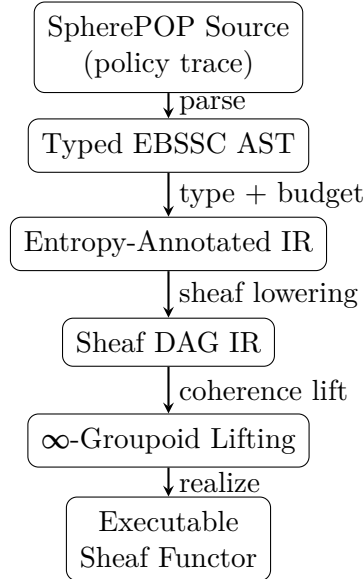 SpherePOP Source
(policy trace)
parse
Typed EBSSC AST
type + budget
Entropy-Annotated IR
sheaf lowering
Sheaf DAG IR
coherence lift
∞-Groupoid Lifting
realize
Executable
Sheaf Functor